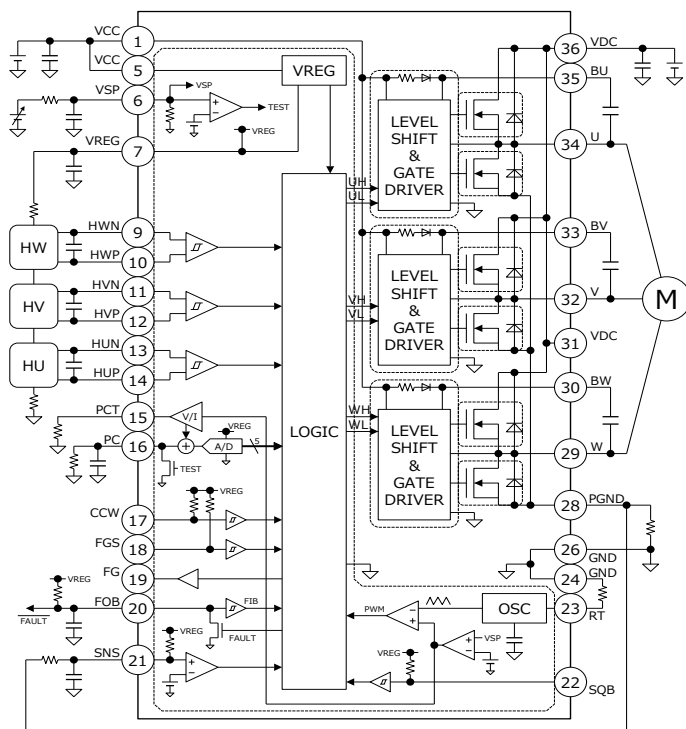 VCC
1
VCC
5
VREG
VSP
6
VSP
TEST
VREG
7
VREG
HWN
9
HW
HWP
10
HVN
11
HV
HVP
12
HUN
13
HU
HUP
14
PCT
15
V/I
VREG
PC
16
A/D
5
TEST
VREG
CCW
17
FGS
18
FG
19
VREG
FOB
20
FIB
FAULT
FAULT
VREG
SNS
21
LOGIC
UH
UL
VH
VL
WH
WL
LEVEL
SHIFT
&
GATE
DRIVER
LEVEL
SHIFT
&
GATE
DRIVER
LEVEL
SHIFT
&
GATE
DRIVER
36
VDC
35
BU
34
U
33
BV
32
V
M
31
VDC
30
BW
29
W
28
PGND
26
GND
24
GND
PWM
OSC
23
RT
VREG
VSP
22
SQB